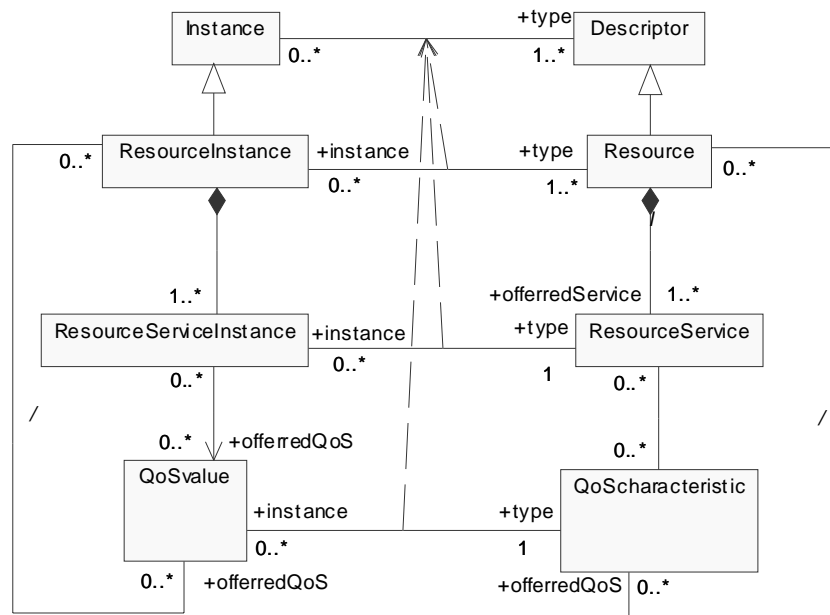 Instance
+type
Descriptor
0..*
1..*
0..*
ResourceInstance
+instance
0..*
+type
1..*
Resource
0..*
/
1..*
+offerredService
1..*
ResourceServiceInstance
+instance
0..*
+type
1
ResourceService
0..*
0..*
/
/
0..*
+offerredQoS
0..*
QoSvalue
+instance
0..*
+type
1
QoScharacteristic
0..*
+offerredQoS
+offerredQoS
0..*